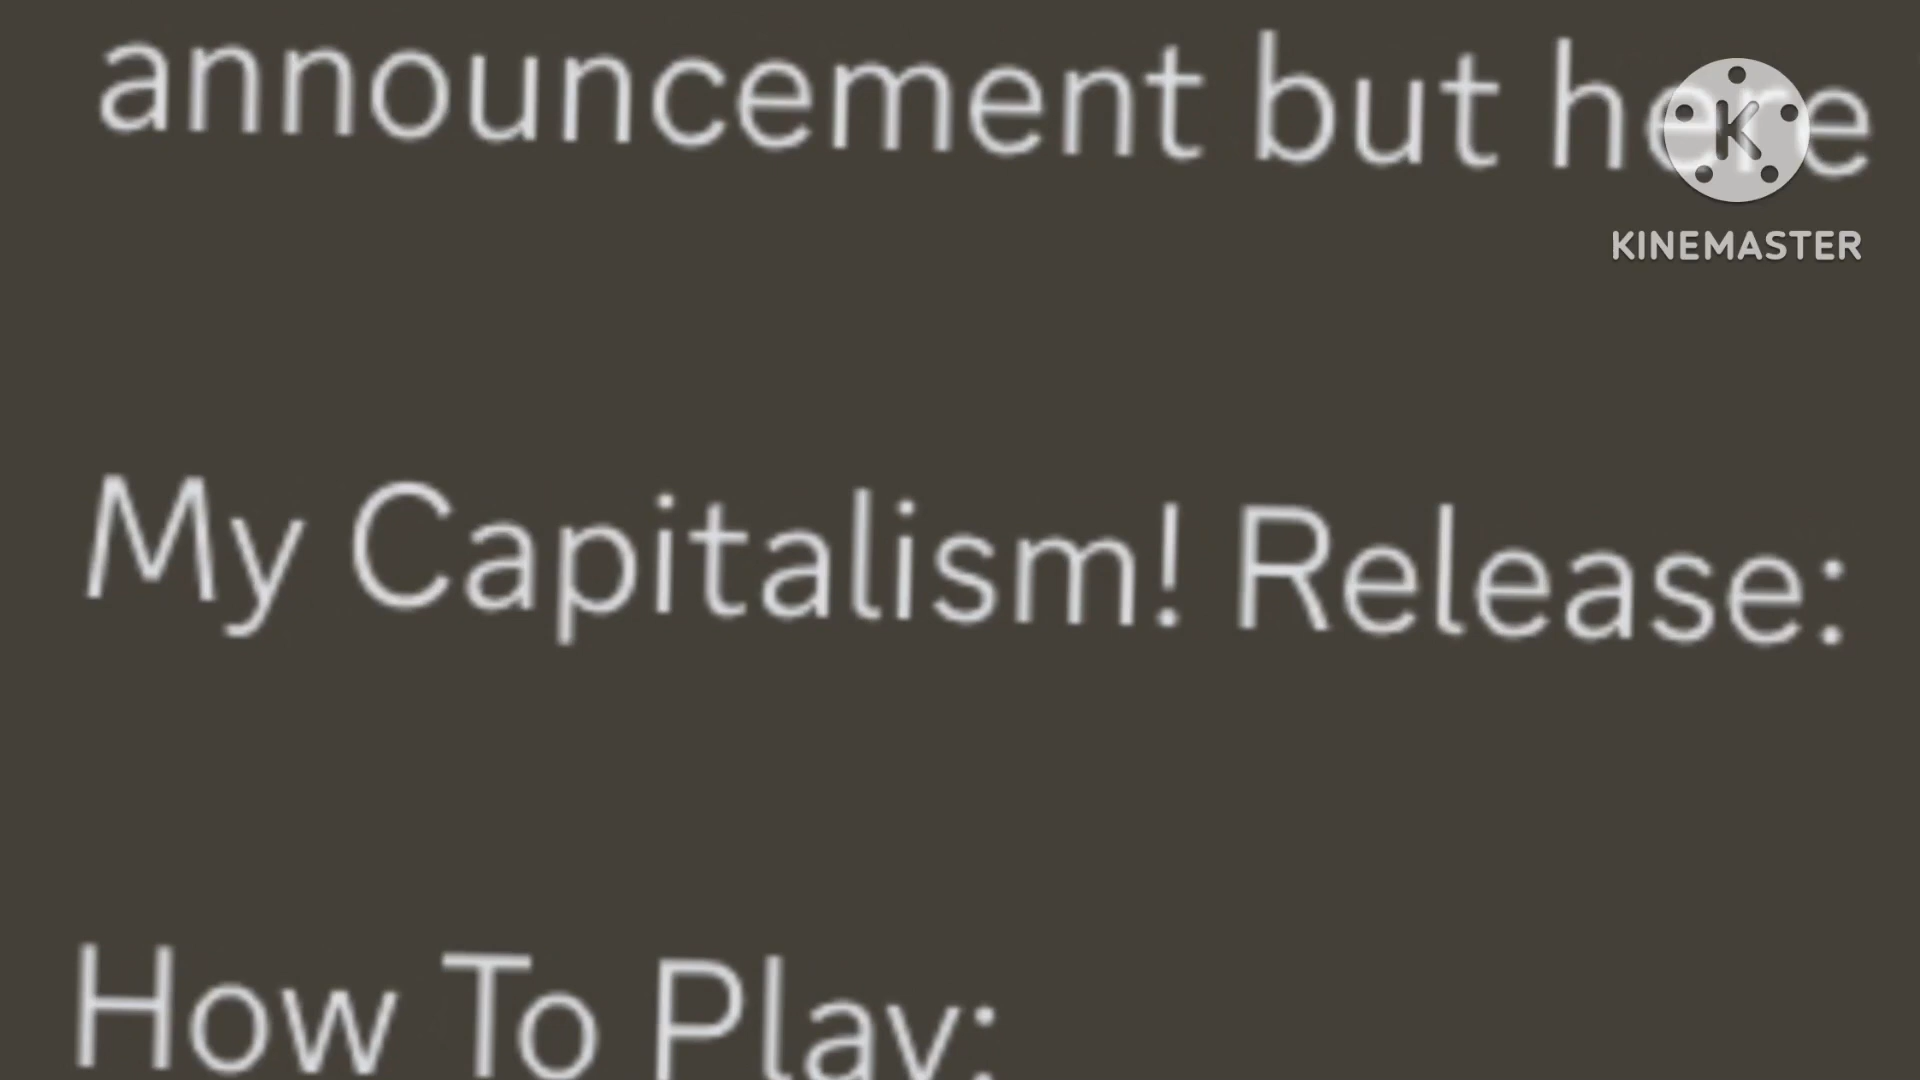 announcement but here
KINEMASTER
My Capitalism! Release:
How To Play: